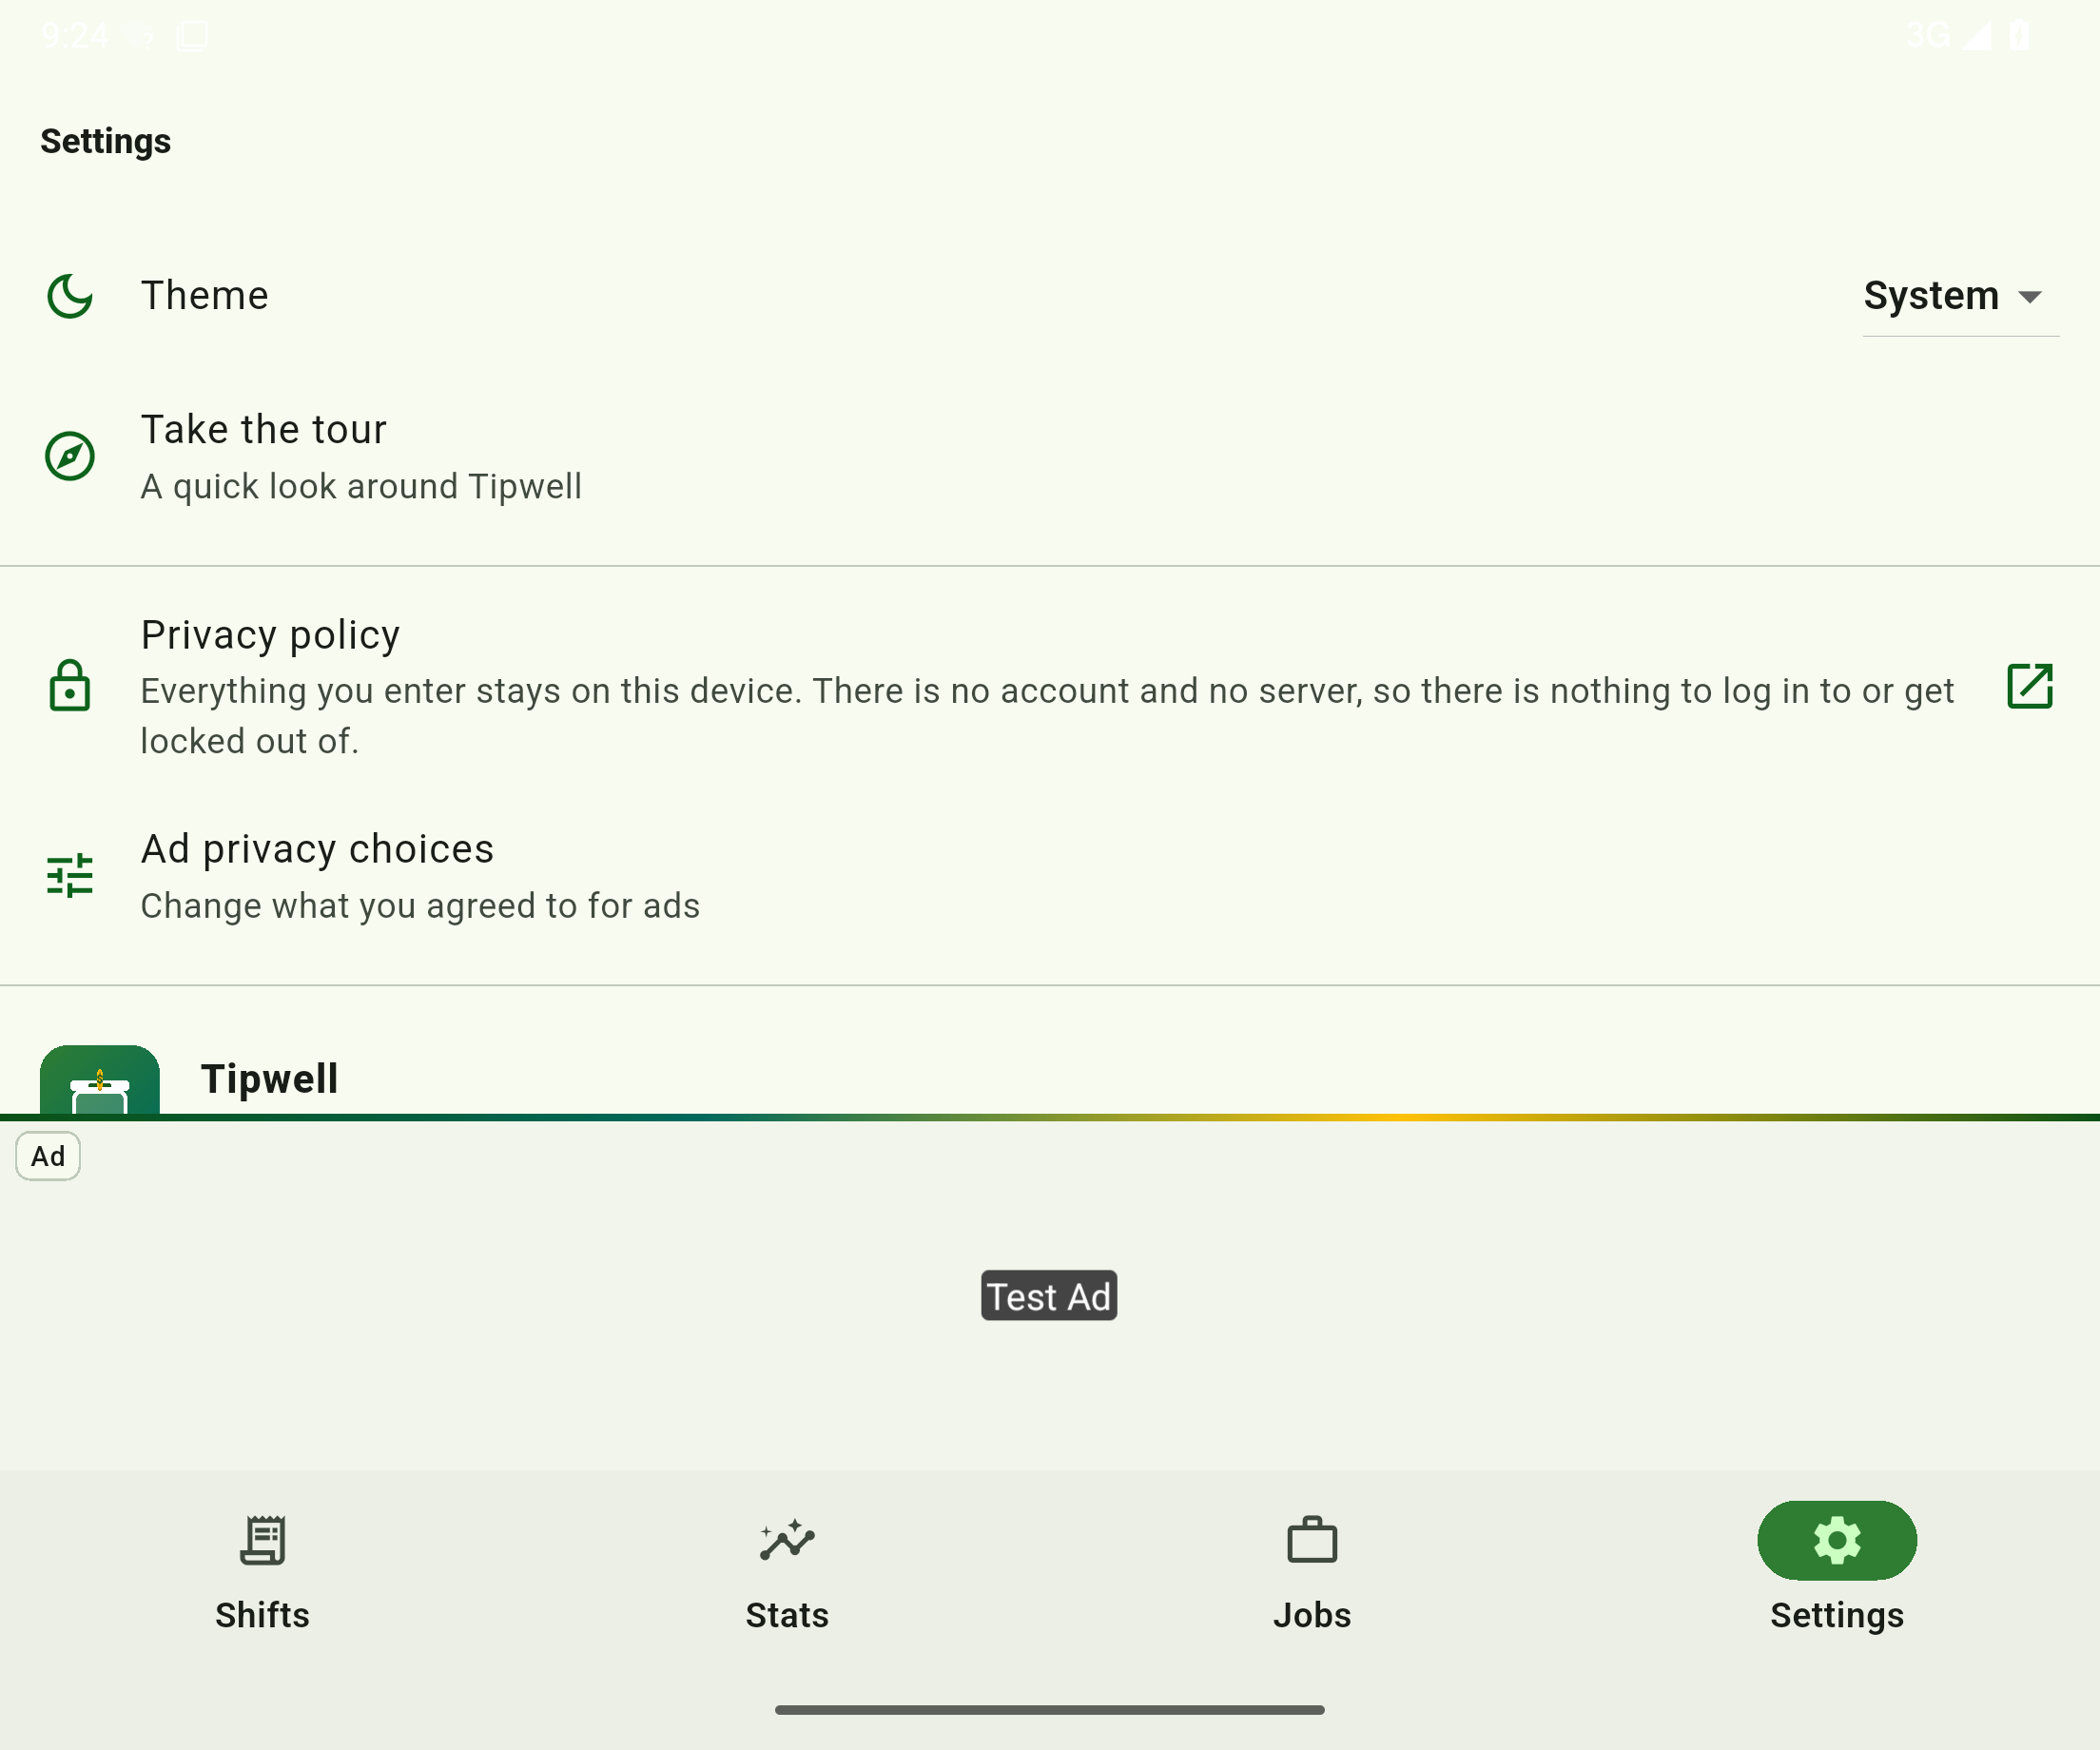 9:24
3G
Settings
Theme
System
Take the tour
A quick look around Tipwell
Privacy policy
Everything you enter stays on this device. There is no account and no server, so there is nothing to log in to or get
locked out of.
Ad privacy choices
Change what you agreed to for ads
Tipwell
Ad
Test Ad
Shifts
Stats
Jobs
Settings